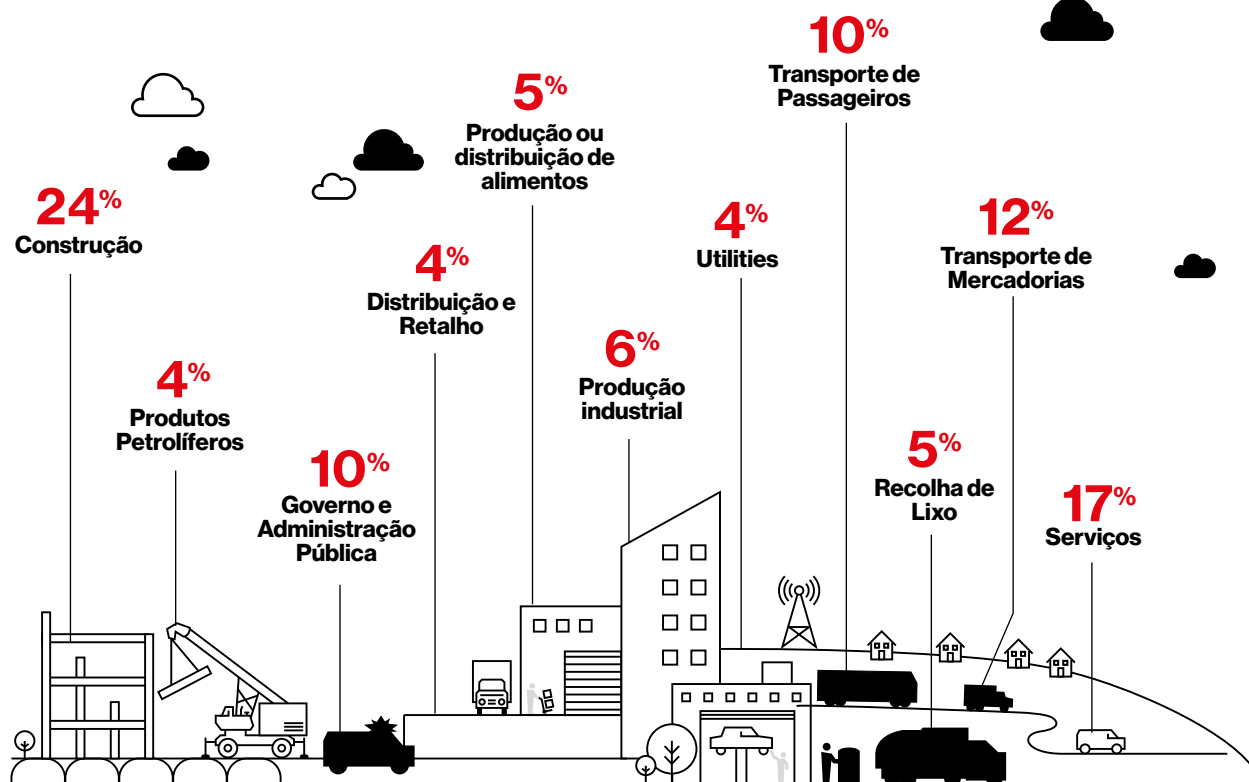 24%
Construção
4%
Produtos
Petrolíferos
10%
Governo e
Administração
Pública
4%
Distribuição e
Retalho
5%
Produção ou
distribuição de
alimentos
6%
Produção
industrial
4%
Utilities
10%
Transporte de
Passageiros
5%
Recolha de
Lixo
12%
Transporte de
Mercadorias
17%
Serviços